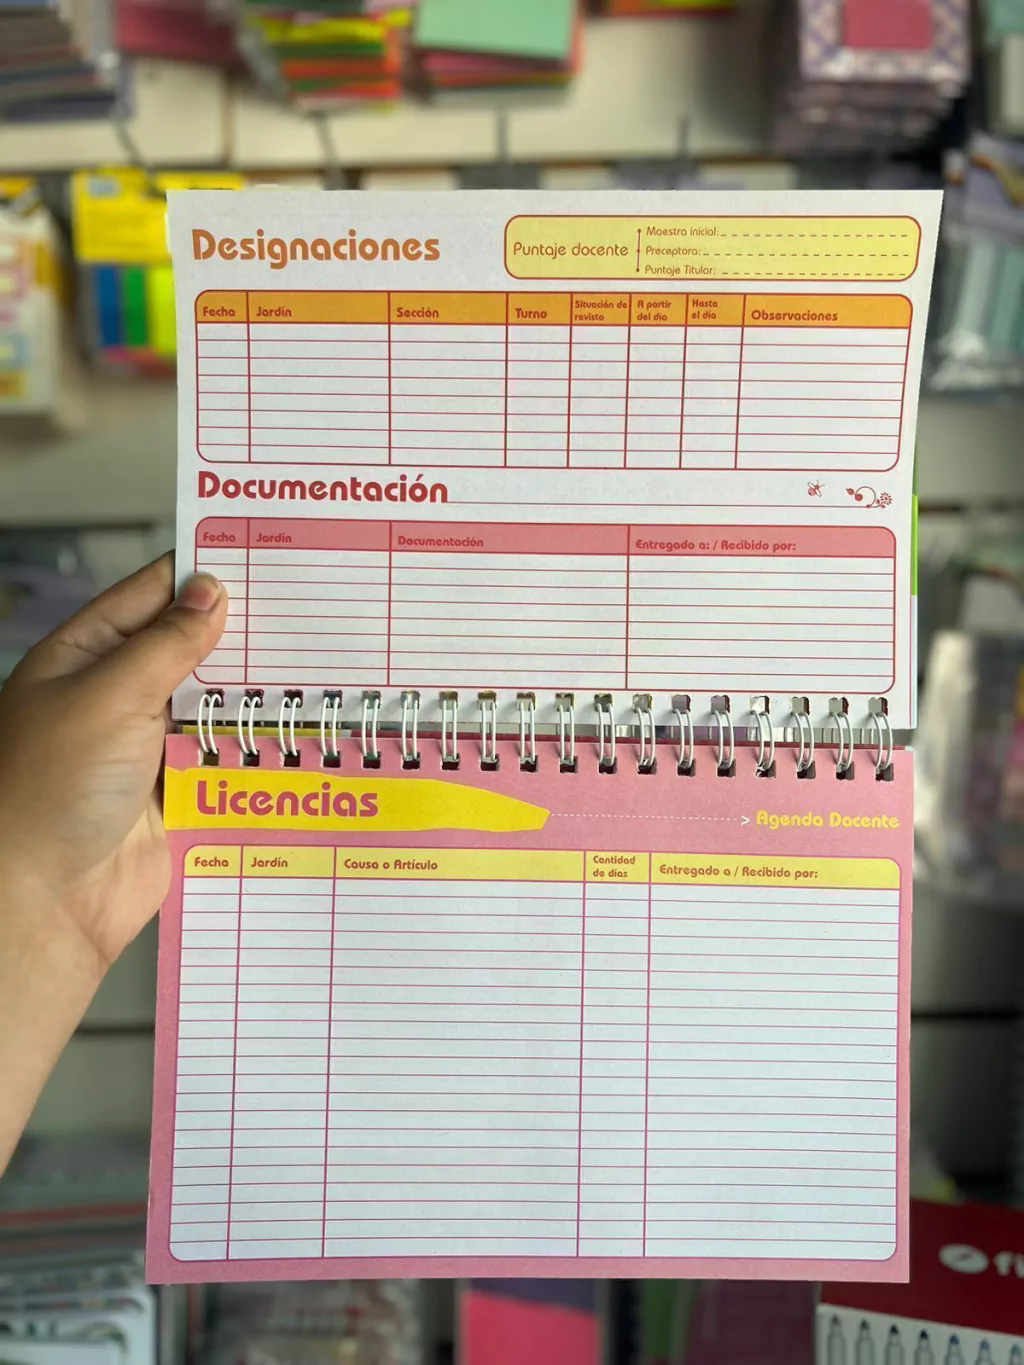 Designaciones
Puntaje docente
Maestra inicial:
Preceptora:
Puntaje Titular:
Fecha Jardín Sección Turno Situación de revista A partir del día Hasta el día Observaciones
Documentación
Fecha Jardín Documentación Entregado a: / Recibido por:
Licencias
> Agenda Docente
Fecha Jardín Causa o Artículo Cantidad de días Entregado a / Recibido por: